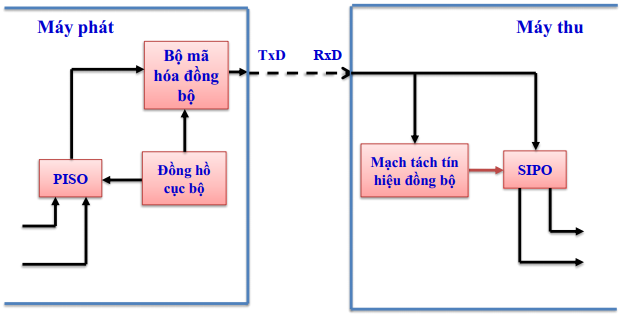 Máy phát
Bộ mã
hóa đồng
bộ
TxD
RxD
Máy thu
PISO
Đồng hồ
cục bộ
Mạch tách tín
hiệu đồng bộ
SIPO